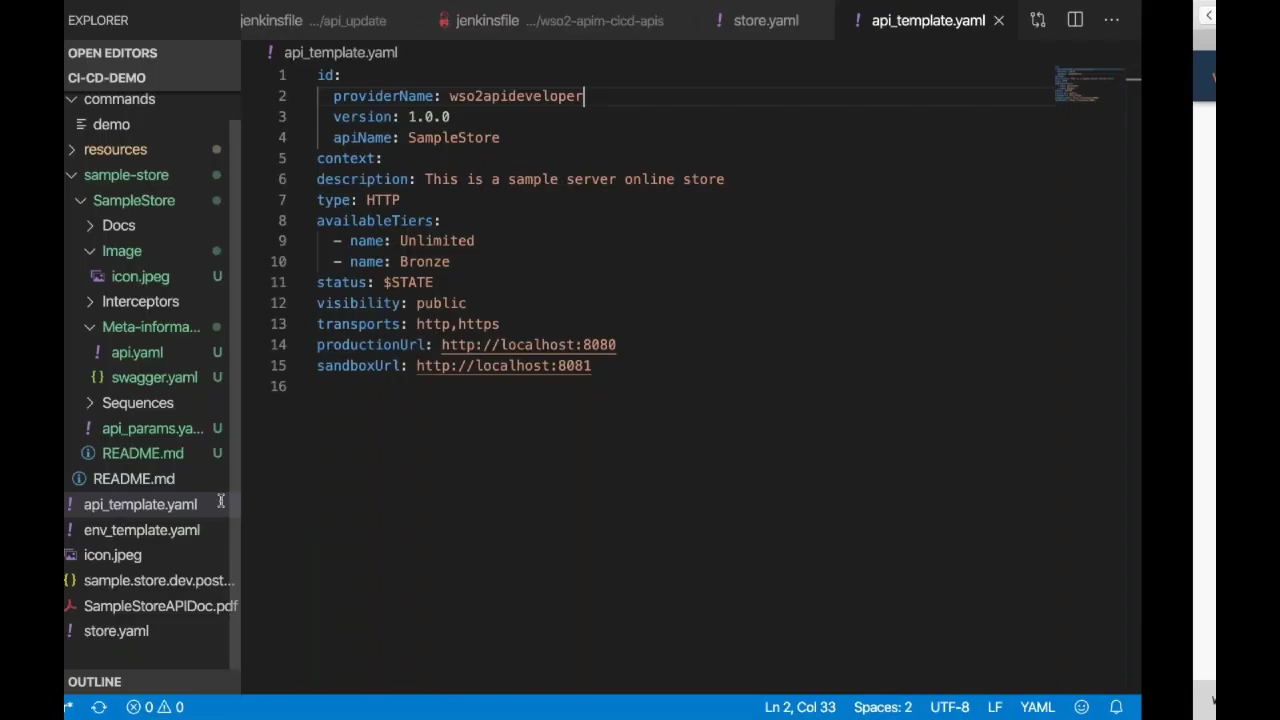 EXPLORER
jenkinsfile .../api_update
jenkinsfile .../wso2-apim-cicd-apis
! store.yaml
! api_template.yaml
OPEN EDITORS
CI-CD-DEMO
commands
demo
resources
sample-store
SampleStore
Docs
Image
icon.jpeg U
Interceptors
Meta-informa...
! api.yaml U
{} swagger.yaml U
Sequences
! api_params.ya... U
README.md U
README.md
! api_template.yaml
! env_template.yaml
icon.jpeg
{} sample.store.dev.post...
SampleStoreAPIDoc.pdf
! store.yaml
OUTLINE
! api_template.yaml
1 id:
2 providerName: wso2apideveloper
3 version: 1.0.0
4 apiName: SampleStore
5 context:
6 description: This is a sample server online store
7 type: HTTP
8 availableTiers:
9 - name: Unlimited
10 - name: Bronze
11 status: $STATE
12 visibility: public
13 transports: http,https
14 productionUrl: http://localhost:8080
15 sandboxUrl: http://localhost:8081
16
0 0
Ln 2, Col 33 Spaces: 2 UTF-8 LF YAML